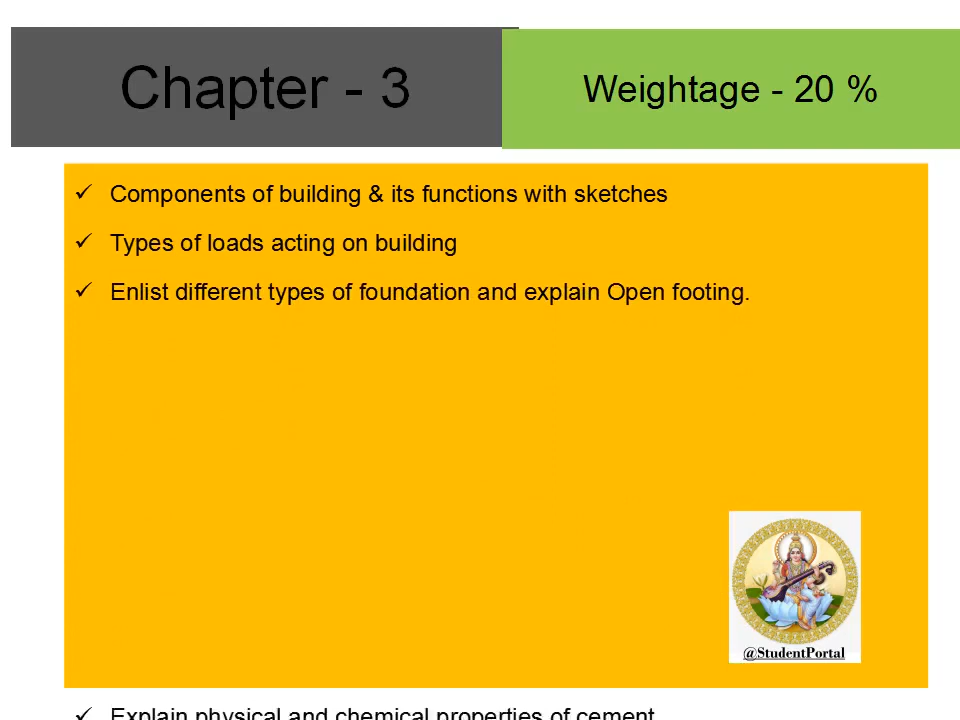 Chapter - 3
Weightage - 20 %
✓ Components of building & its functions with sketches
✓ Types of loads acting on building
✓ Enlist different types of foundation and explain Open footing.
@StudentPortal
✓ Explain physical and chemical properties of cement